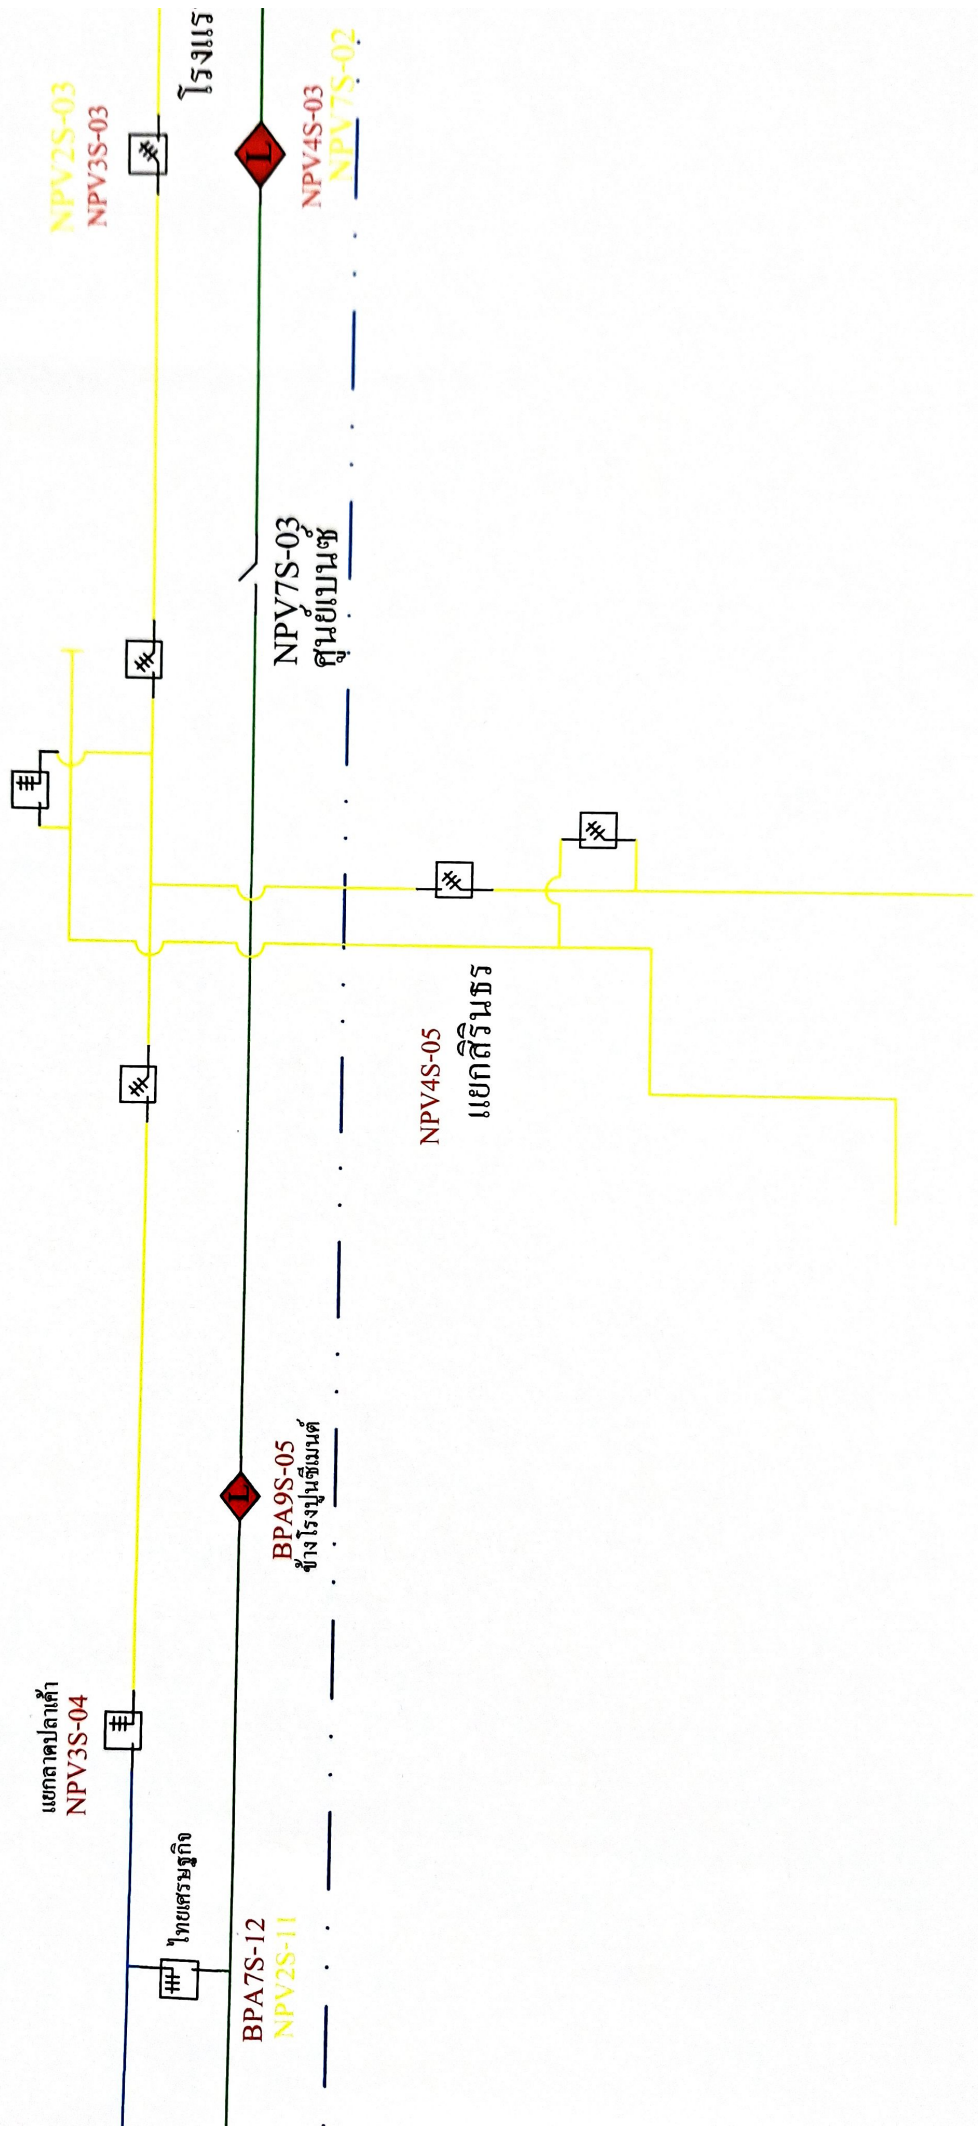 NPV2S-03
NPV3S-03
โรงแร
L
NPV4S-03
NPV7S-02
NPV7S-03
ศูนย์เบนซ์
NPV4S-05
แยกสิรินธร
L
BPA9S-05
ข้างโรงปูนซีเมนต์
แยกลาดปลาเค้า
NPV3S-04
ไทยเศรษฐกิจ
BPA7S-12
NPV2S-11